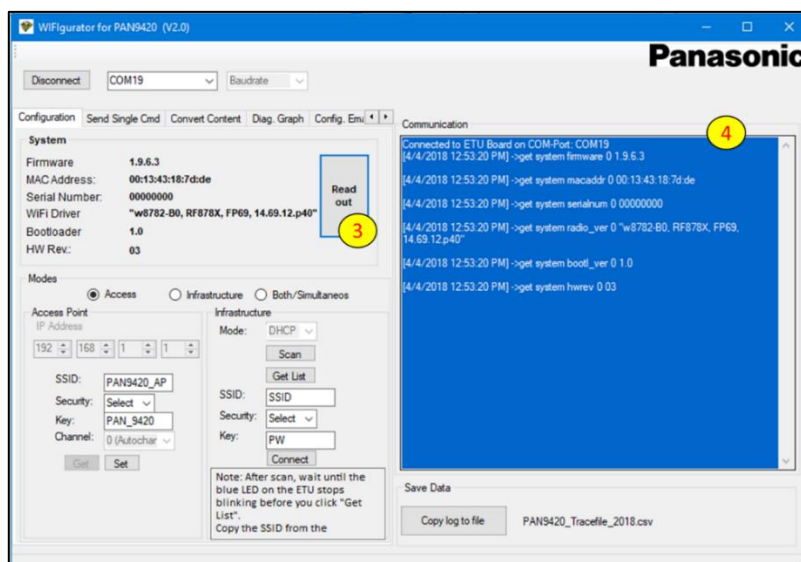 WIFIgurator for PAN9420 (V2.0)
Panasonic
Disconnect COM19 Baudrate
Configuration Send Single Cmd Convert Content Diag. Graph Config. Ema
System
Firmware 1.9.6.3
MAC Address: 00:13:43:18:7d:de
Serial Number: 00000000
WiFi Driver "w8782-B0, RF878X, FP69, 14.69.12.p40"
Bootloader 1.0
HW Rev.: 03
Read
out
3
Modes
Access Infrastructure Both/Simultaneos
Access Point
IP Address
192 168 1 1
SSID: PAN9420_AP
Security: Select
Key: PAN_9420
Channel: 0 (Autochar
Get Set
Infrastructure
Mode: DHCP
Scan
Get List
SSID: SSID
Security: Select
Key: PW
Connect
Note: After scan, wait until the
blue LED on the ETU stops
blinking before you click "Get
List".
Copy the SSID from the
Communication
4
Connected to ETU Board on COM-Port: COM19
[4/4/2018 12:53:20 PM] ->get system firmware 0 1.9.6.3
[4/4/2018 12:53:20 PM] ->get system macaddr 0 00:13:43:18:7d:de
[4/4/2018 12:53:20 PM] ->get system serialnum 0 00000000
[4/4/2018 12:53:20 PM] ->get system radio_ver 0 "w8782-B0, RF878X, FP69,
14.69.12.p40"
[4/4/2018 12:53:20 PM] ->get system bootl_ver 0 1.0
[4/4/2018 12:53:20 PM] ->get system hwrev 0 03
Save Data
Copy log to file PAN9420_Tracefile_2018.csv